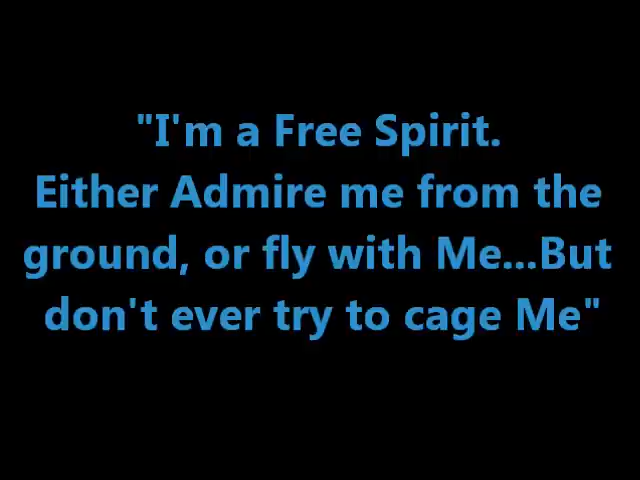 "I'm a Free Spirit.
Either Admire me from the
ground, or fly with Me...But
don't ever try to cage Me"